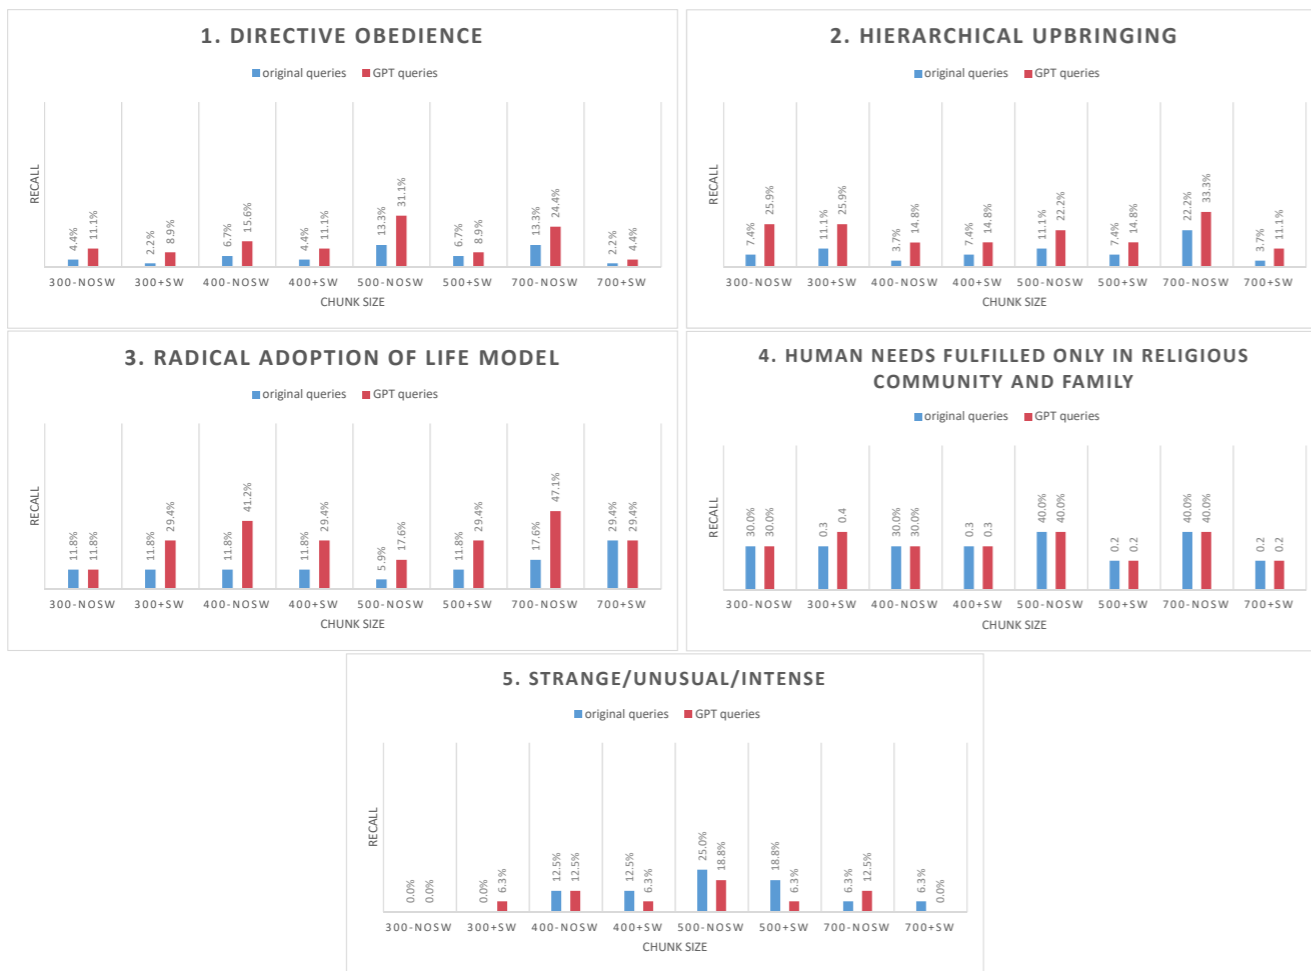 1. DIRECTIVE OBEDIENCE
original queries GPT queries
RECALL
4.4% 11.1% 2.2% 8.9% 6.7% 15.6% 4.4% 11.1% 13.3% 31.1% 6.7% 8.9% 13.3% 24.4% 2.2% 4.4%
300-NOSW 300+SW 400-NOSW 400+SW 500-NOSW 500+SW 700-NOSW 700+SW
CHUNK SIZE
2. HIERARCHICAL UPBRINGING
original queries GPT queries
RECALL
7.4% 25.9% 11.1% 25.9% 3.7% 14.8% 7.4% 14.8% 11.1% 22.2% 7.4% 14.8% 22.2% 33.3% 3.7% 11.1%
300-NOSW 300+SW 400-NOSW 400+SW 500-NOSW 500+SW 700-NOSW 700+SW
CHUNK SIZE
3. RADICAL ADOPTION OF LIFE MODEL
original queries GPT queries
RECALL
11.8% 11.8% 11.8% 29.4% 11.8% 41.2% 11.8% 29.4% 5.9% 17.6% 11.8% 29.4% 17.6% 47.1% 29.4% 29.4%
300-NOSW 300+SW 400-NOSW 400+SW 500-NOSW 500+SW 700-NOSW 700+SW
CHUNK SIZE
4. HUMAN NEEDS FULFILLED ONLY IN RELIGIOUS
COMMUNITY AND FAMILY
original queries GPT queries
RECALL
30.0% 30.0% 0.3 0.4 30.0% 30.0% 0.3 0.3 40.0% 40.0% 0.2 0.2 40.0% 40.0% 0.2 0.2
300-NOSW 300+SW 400-NOSW 400+SW 500-NOSW 500+SW 700-NOSW 700+SW
CHUNK SIZE
5. STRANGE/UNUSUAL/INTENSE
original queries GPT queries
RECALL
0.0% 0.0% 0.0% 6.3% 12.5% 12.5% 12.5% 6.3% 25.0% 18.8% 18.8% 6.3% 6.3% 12.5% 6.3% 0.0%
300-NOSW 300+SW 400-NOSW 400+SW 500-NOSW 500+SW 700-NOSW 700+SW
CHUNK SIZE